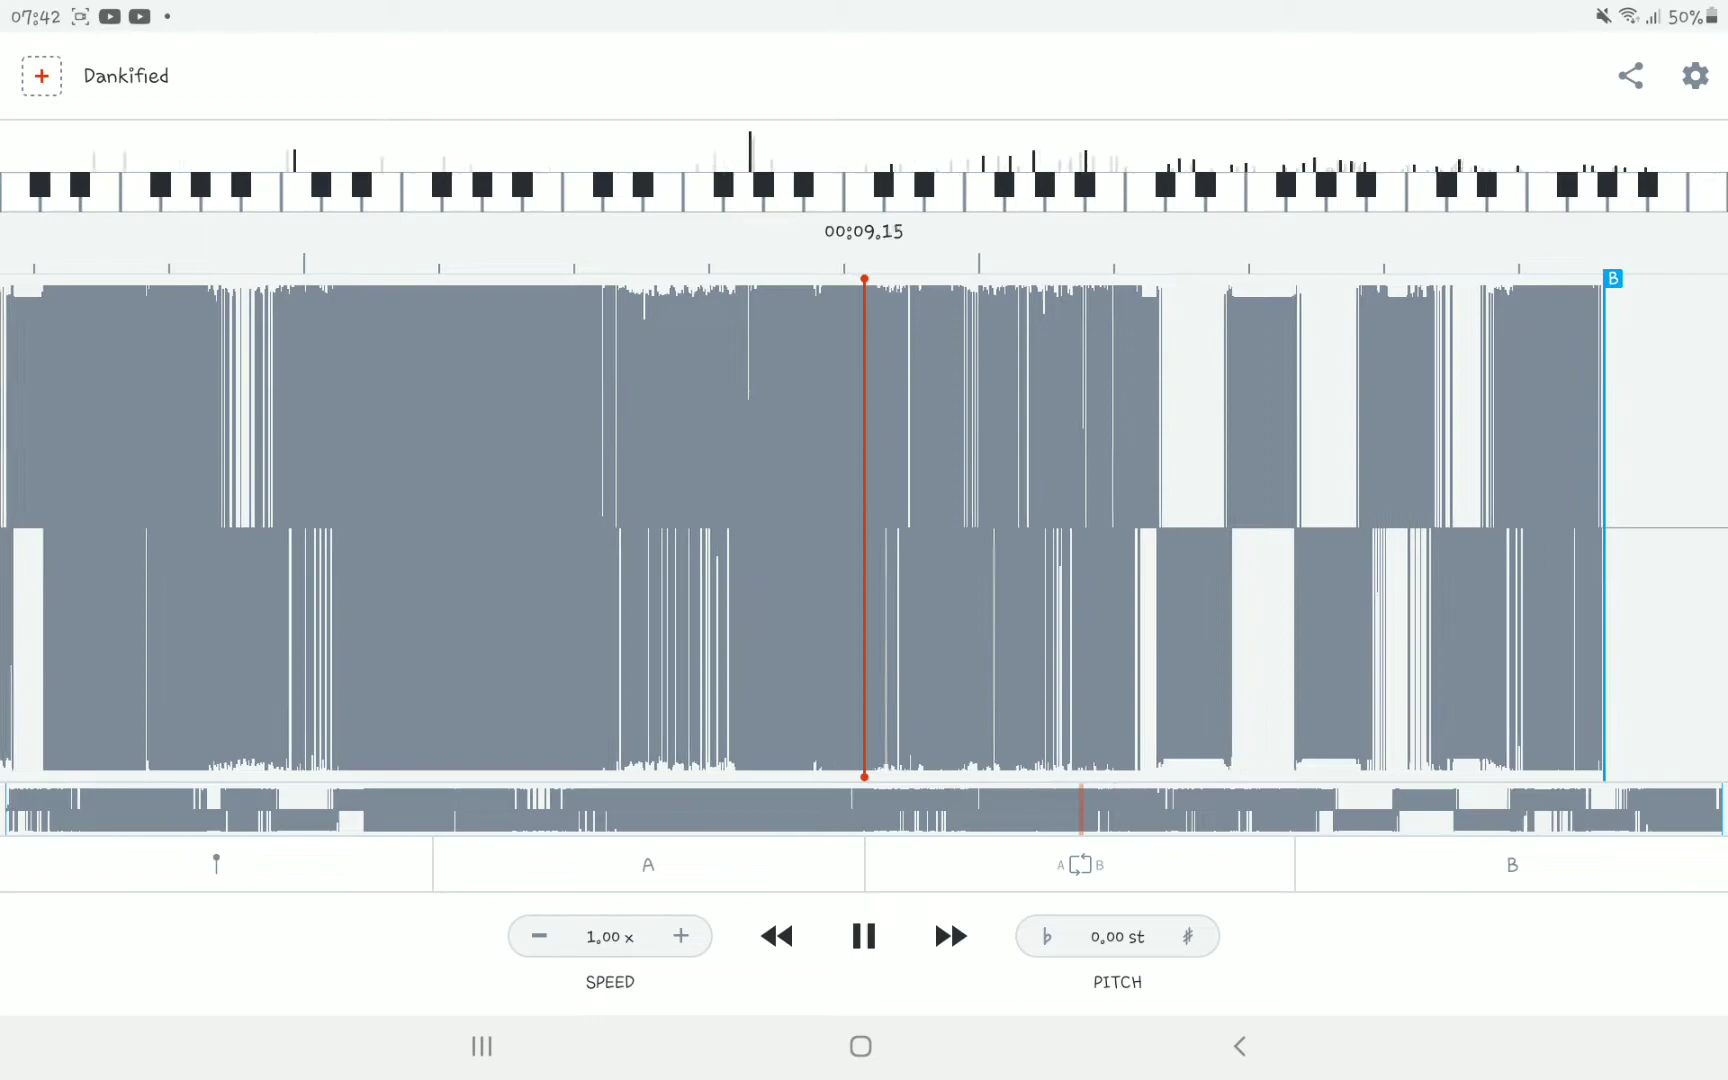 07:42
50%
Dankified
00:09.15
B
A
A B
B
1.00 x
0.00 st
SPEED
PITCH